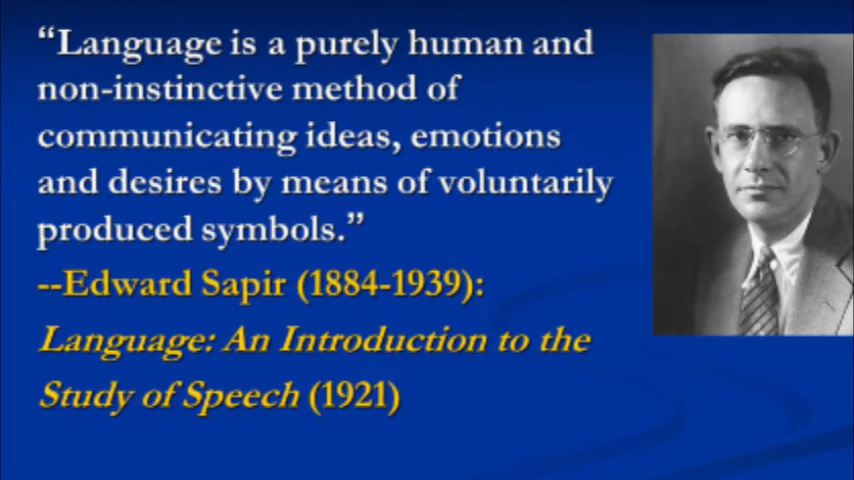 “Language is a purely human and
non-instinctive method of
communicating ideas, emotions
and desires by means of voluntarily
produced symbols.”
--Edward Sapir (1884-1939):
Language: An Introduction to the
Study of Speech (1921)